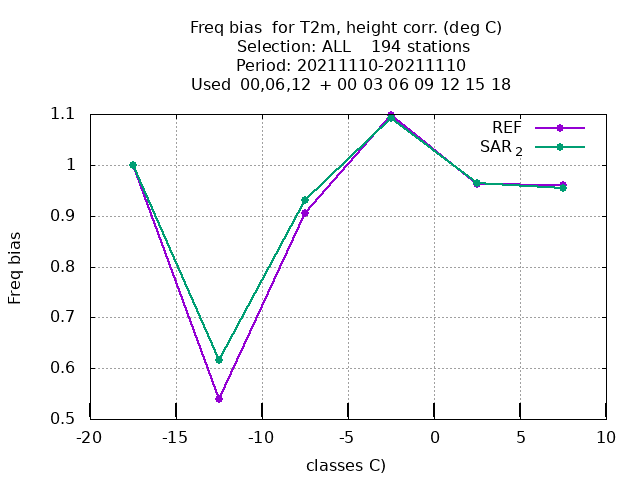 Freq bias  for T2m, height corr. (deg C)
Selection: ALL    194 stations
Period: 20211110-20211110
Used  00,06,12  + 00 03 06 09 12 15 18
1.1
1
0.9
0.8
0.7
0.6
0.5
Freq bias
REF
SAR 2
-20 -15 -10 -5 0 5 10
classes C)